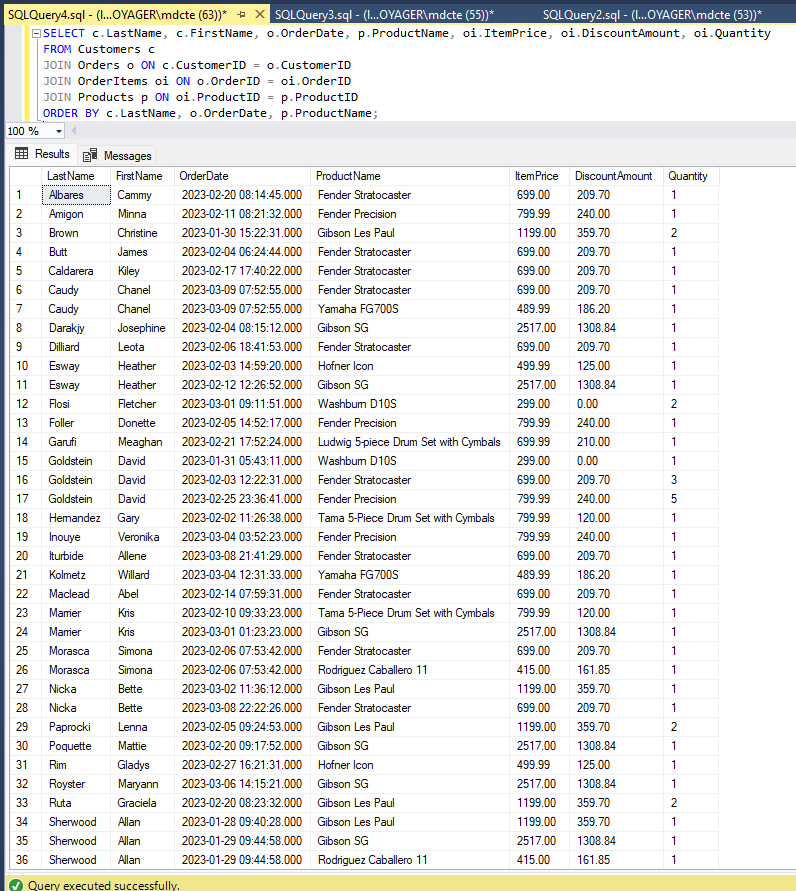 SQLQuery4.sql - (l...OYAGER\mdcte (63))* SQLQuery3.sql - (l...OYAGER\mdcte (55))* SQLQuery2.sql - (l...OYAGER\mdcte (53))*
SELECT c.LastName, c.FirstName, o.OrderDate, p.ProductName, oi.ItemPrice, oi.DiscountAmount, oi.Quantity
FROM Customers c
JOIN Orders o ON c.CustomerID = o.CustomerID
JOIN OrderItems oi ON o.OrderID = oi.OrderID
JOIN Products p ON oi.ProductID = p.ProductID
ORDER BY c.LastName, o.OrderDate, p.ProductName;
100 %
Results Messages
LastName FirstName OrderDate ProductName ItemPrice DiscountAmount Quantity
1 Albares Cammy 2023-02-20 08:14:45.000 Fender Stratocaster 699.00 209.70 1
2 Amigon Minna 2023-02-11 08:21:32.000 Fender Precision 799.99 240.00 1
3 Brown Christine 2023-01-30 15:22:31.000 Gibson Les Paul 1199.00 359.70 2
4 Butt James 2023-02-04 06:24:44.000 Fender Stratocaster 699.00 209.70 1
5 Caldarera Kiley 2023-02-17 17:40:22.000 Fender Stratocaster 699.00 209.70 1
6 Caudy Chanel 2023-03-09 07:52:55.000 Fender Stratocaster 699.00 209.70 1
7 Caudy Chanel 2023-03-09 07:52:55.000 Yamaha FG700S 489.99 186.20 1
8 Darakjy Josephine 2023-02-04 08:15:12.000 Gibson SG 2517.00 1308.84 1
9 Dilliard Leota 2023-02-06 18:41:53.000 Fender Stratocaster 699.00 209.70 1
10 Esway Heather 2023-02-03 14:59:20.000 Hofner Icon 499.99 125.00 1
11 Esway Heather 2023-02-12 12:26:52.000 Gibson SG 2517.00 1308.84 1
12 Flosi Fletcher 2023-03-01 09:11:51.000 Washburn D10S 299.00 0.00 2
13 Foller Donette 2023-02-05 14:52:17.000 Fender Precision 799.99 240.00 1
14 Garufi Meaghan 2023-02-21 17:52:24.000 Ludwig 5-piece Drum Set with Cymbals 699.99 210.00 1
15 Goldstein David 2023-01-31 05:43:11.000 Washburn D10S 299.00 0.00 1
16 Goldstein David 2023-02-03 12:22:31.000 Fender Stratocaster 699.00 209.70 3
17 Goldstein David 2023-02-25 23:36:41.000 Fender Precision 799.99 240.00 5
18 Hernandez Gary 2023-02-02 11:26:38.000 Tama 5-Piece Drum Set with Cymbals 799.99 120.00 1
19 Inouye Veronika 2023-03-04 03:52:23.000 Fender Precision 799.99 240.00 1
20 Iturbide Allene 2023-03-08 21:41:29.000 Fender Stratocaster 699.00 209.70 1
21 Kolmetz Willard 2023-03-04 12:31:33.000 Yamaha FG700S 489.99 186.20 1
22 Maclead Abel 2023-02-14 07:59:31.000 Fender Stratocaster 699.00 209.70 1
23 Marrier Kris 2023-02-10 09:33:23.000 Tama 5-Piece Drum Set with Cymbals 799.99 120.00 1
24 Marrier Kris 2023-03-01 01:23:23.000 Gibson SG 2517.00 1308.84 1
25 Morasca Simona 2023-02-06 07:53:42.000 Fender Stratocaster 699.00 209.70 1
26 Morasca Simona 2023-02-06 07:53:42.000 Rodriguez Caballero 11 415.00 161.85 1
27 Nicka Bette 2023-03-02 11:36:12.000 Gibson Les Paul 1199.00 359.70 1
28 Nicka Bette 2023-03-08 22:22:26.000 Fender Stratocaster 699.00 209.70 1
29 Paprocki Lenna 2023-02-05 09:24:53.000 Gibson Les Paul 1199.00 359.70 2
30 Poquette Mattie 2023-02-20 09:17:52.000 Gibson SG 2517.00 1308.84 1
31 Rim Gladys 2023-02-27 16:21:31.000 Hofner Icon 499.99 125.00 1
32 Royster Maryann 2023-03-06 14:15:21.000 Gibson SG 2517.00 1308.84 1
33 Ruta Graciela 2023-02-20 08:23:32.000 Gibson Les Paul 1199.00 359.70 2
34 Sherwood Allan 2023-01-28 09:40:28.000 Gibson Les Paul 1199.00 359.70 1
35 Sherwood Allan 2023-01-29 09:44:58.000 Gibson SG 2517.00 1308.84 1
36 Sherwood Allan 2023-01-29 09:44:58.000 Rodriguez Caballero 11 415.00 161.85 1
Query executed successfully.